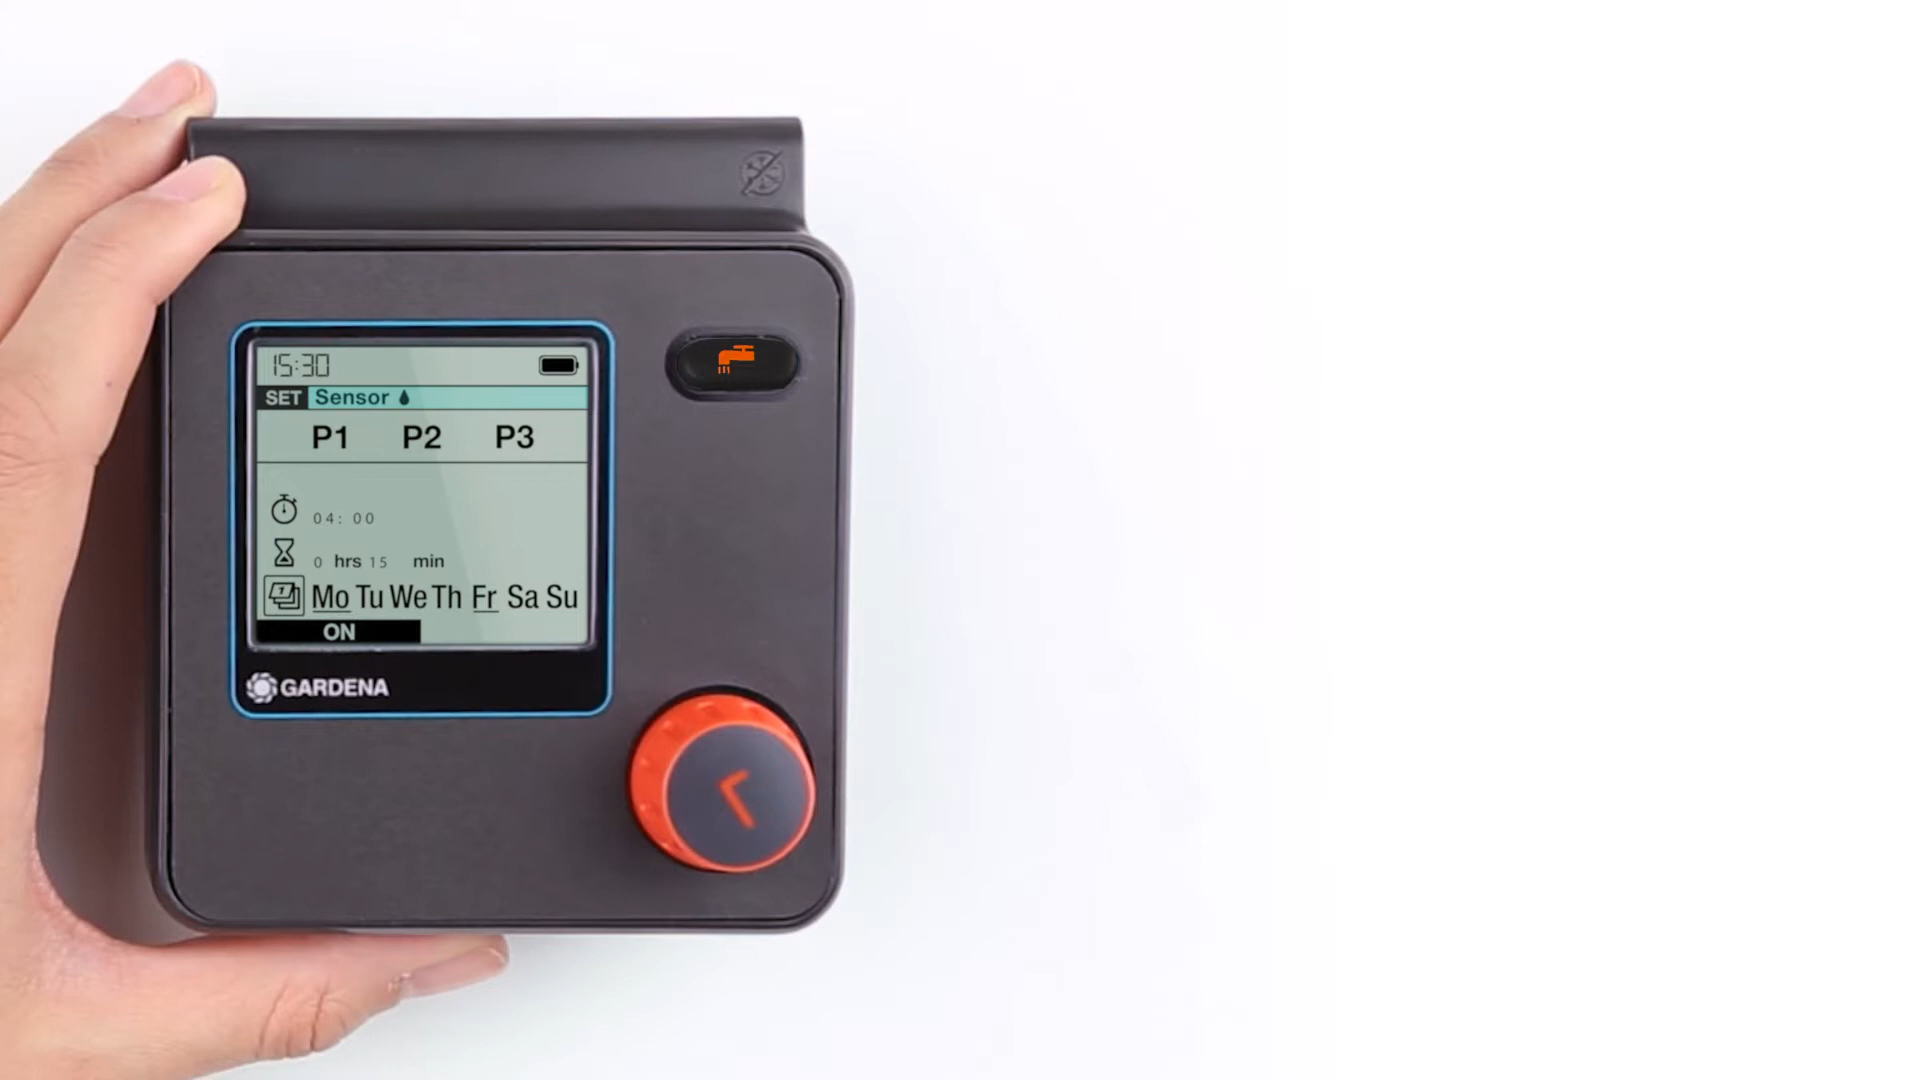 15:30
SET Sensor
P1 P2 P3
04: 00
0 hrs 15 min
Mo Tu We Th Fr Sa Su
ON
GARDENA